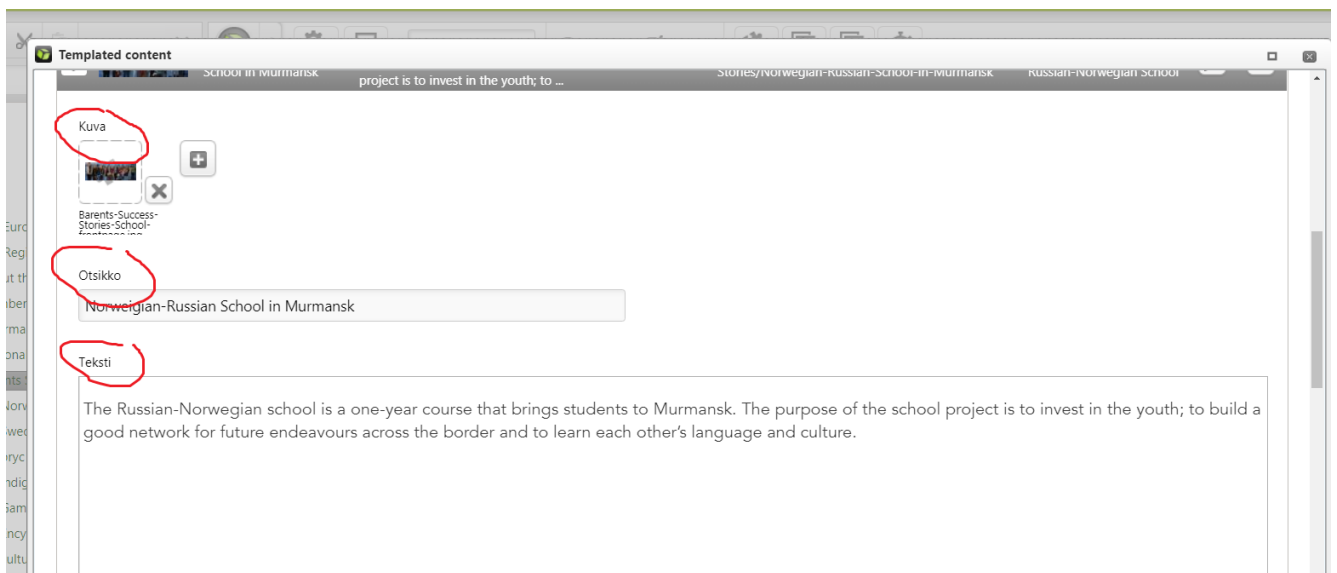 Templated content
School in Murmansk
project is to invest in the youth; to ...
Stories/Norwegian-Russian-School-in-Murmansk
Russian-Norwegian School
Kuva
Barents-Success-
Stories-School-
frontpage.jpg
Otsikko
Norweigian-Russian School in Murmansk
Teksti
The Russian-Norwegian school is a one-year course that brings students to Murmansk. The purpose of the school project is to invest in the youth; to build a
good network for future endeavours across the border and to learn each other's language and culture.